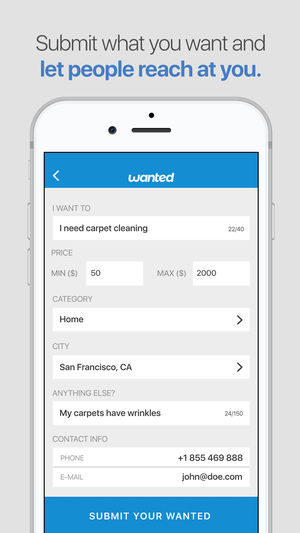 Submit what you want and
let people reach at you.
wanted
I WANT TO
I need carpet cleaning 22/40
PRICE
MIN ($) 50 MAX ($) 2000
CATEGORY
Home
CITY
San Francisco, CA
ANYTHING ELSE?
My carpets have wrinkles 24/150
CONTACT INFO
PHONE +1 855 469 888
E-MAIL john@doe.com
SUBMIT YOUR WANTED